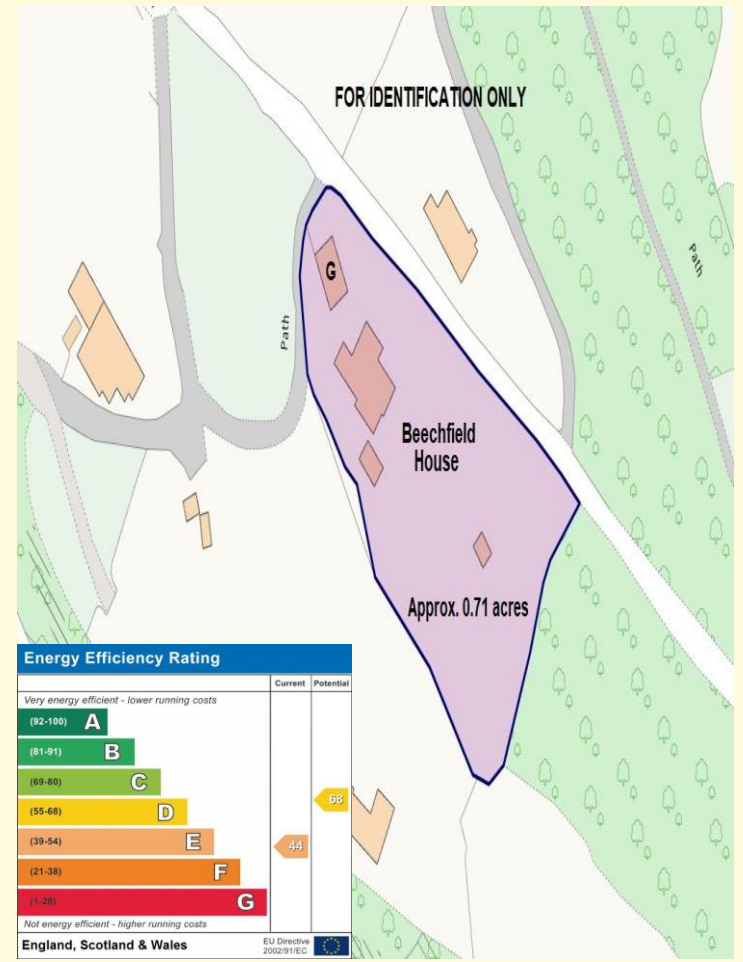 FOR IDENTIFICATION ONLY
Path
G
Path
Beechfield
House
Approx. 0.71 acres
Energy Efficiency Rating
Current Potential
Very energy efficient - lower running costs
(92-100) A
(81-91) B
(69-80) C
(55-68) D
68
(39-54) E
44
(21-38) F
(1-20) G
Not energy efficient - higher running costs
England, Scotland & Wales
EU Directive
2002/91/EC